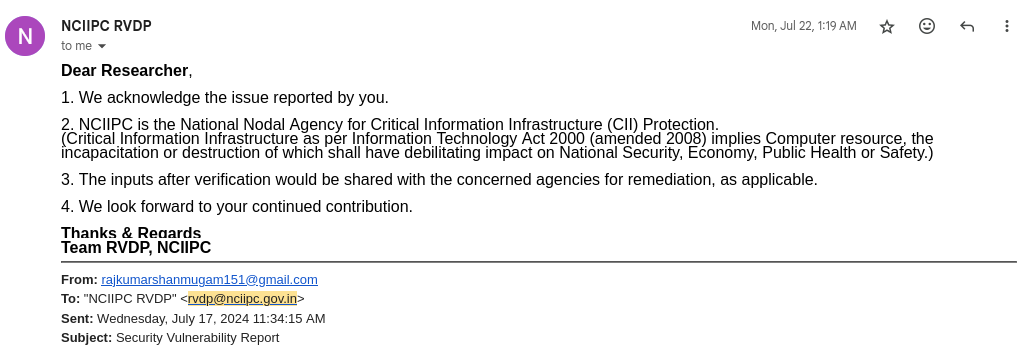 N
NCIIPC RVDP
Mon, Jul 22, 1:19 AM
to me
Dear Researcher,
1. We acknowledge the issue reported by you.
2. NCIIPC is the National Nodal Agency for Critical Information Infrastructure (CII) Protection.
(Critical Information Infrastructure as per Information Technology Act 2000 (amended 2008) implies Computer resource, the
incapacitation or destruction of which shall have debilitating impact on National Security, Economy, Public Health or Safety.)
3. The inputs after verification would be shared with the concerned agencies for remediation, as applicable.
4. We look forward to your continued contribution.
Thanks & Regards
Team RVDP, NCIIPC
From: rajkumarshanmugam151@gmail.com
To: "NCIIPC RVDP" <rvdp@nciipc.gov.in>
Sent: Wednesday, July 17, 2024 11:34:15 AM
Subject: Security Vulnerability Report